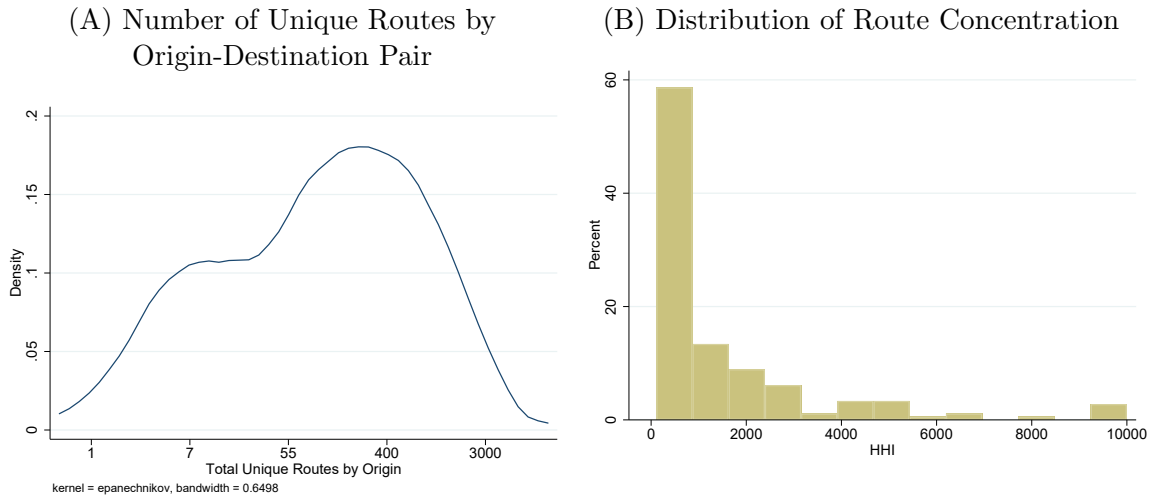 (A) Number of Unique Routes by
Origin-Destination Pair
.2
.15
.1
.05
0
Density
1 7 55 400 3000
Total Unique Routes by Origin
kernel = epanechnikov, bandwidth = 0.6498
(B) Distribution of Route Concentration
60
40
20
0
Percent
0 2000 4000 6000 8000 10000
HHI